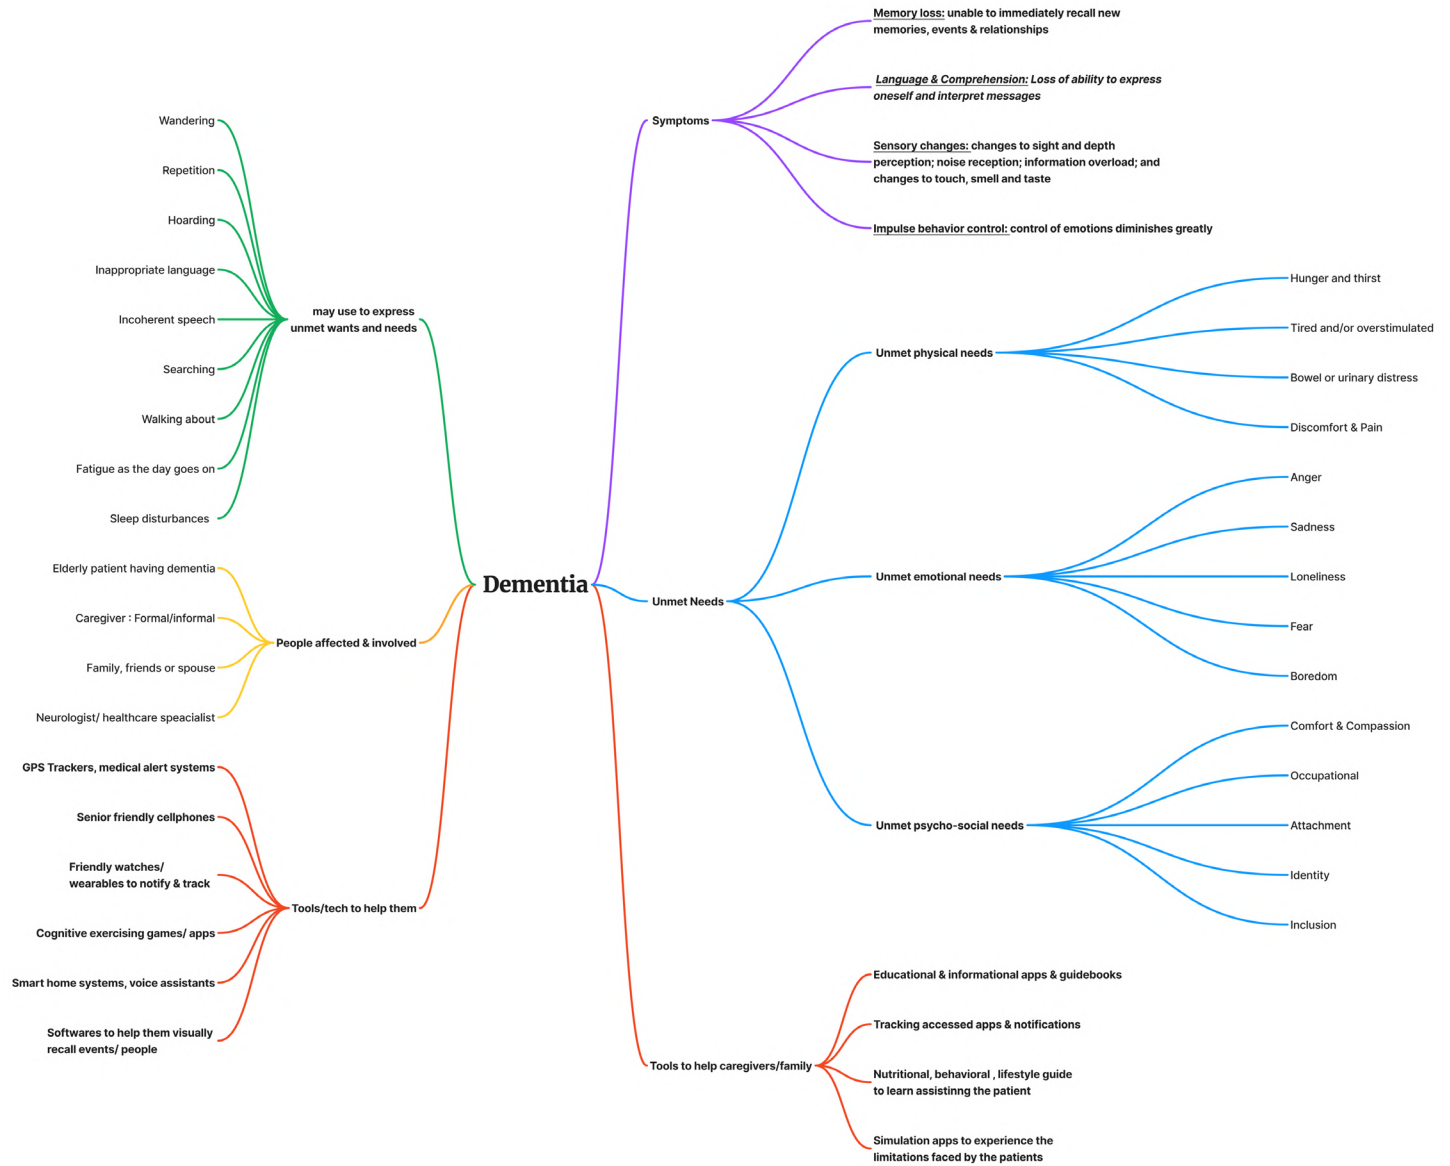 Dementia
Symptoms
Memory loss: unable to immediately recall new
memories, events & relationships
Language & Comprehension: Loss of ability to express
oneself and interpret messages
Sensory changes: changes to sight and depth
perception; noise reception; information overload; and
changes to touch, smell and taste
Impulse behavior control: control of emotions diminishes greatly
Unmet Needs
Unmet physical needs
Hunger and thirst
Tired and/or overstimulated
Bowel or urinary distress
Discomfort & Pain
Unmet emotional needs
Anger
Sadness
Loneliness
Fear
Boredom
Unmet psycho-social needs
Comfort & Compassion
Occupational
Attachment
Identity
Inclusion
Tools to help caregivers/family
Educational & informational apps & guidebooks
Tracking accessed apps & notifications
Nutritional, behavioral , lifestyle guide
to learn assistinng the patient
Simulation apps to experience the
limitations faced by the patients
may use to express
unmet wants and needs
Wandering
Repetition
Hoarding
Inappropriate language
Incoherent speech
Searching
Walking about
Fatigue as the day goes on
Sleep disturbances
People affected & involved
Elderly patient having dementia
Caregiver : Formal/informal
Family, friends or spouse
Neurologist/ healthcare speacialist
Tools/tech to help them
GPS Trackers, medical alert systems
Senior friendly cellphones
Friendly watches/
wearables to notify & track
Cognitive exercising games/ apps
Smart home systems, voice assistants
Softwares to help them visually
recall events/ people